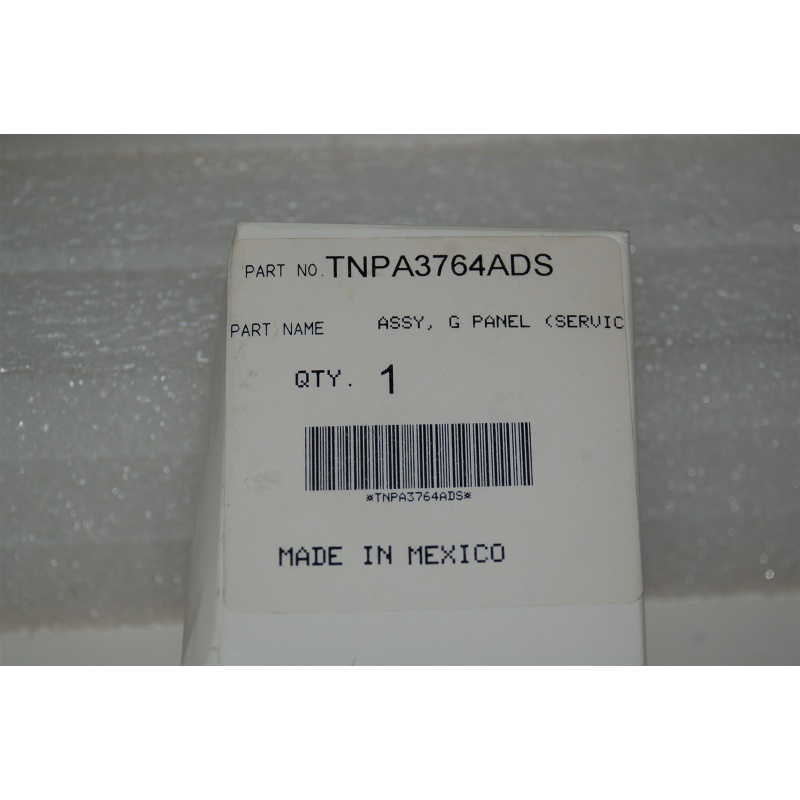 PART NO. TNPA3764ADS
PART NAME ASSY, G PANEL (SERVIC
QTY. 1
*TNPA3764ADS*
MADE IN MEXICO